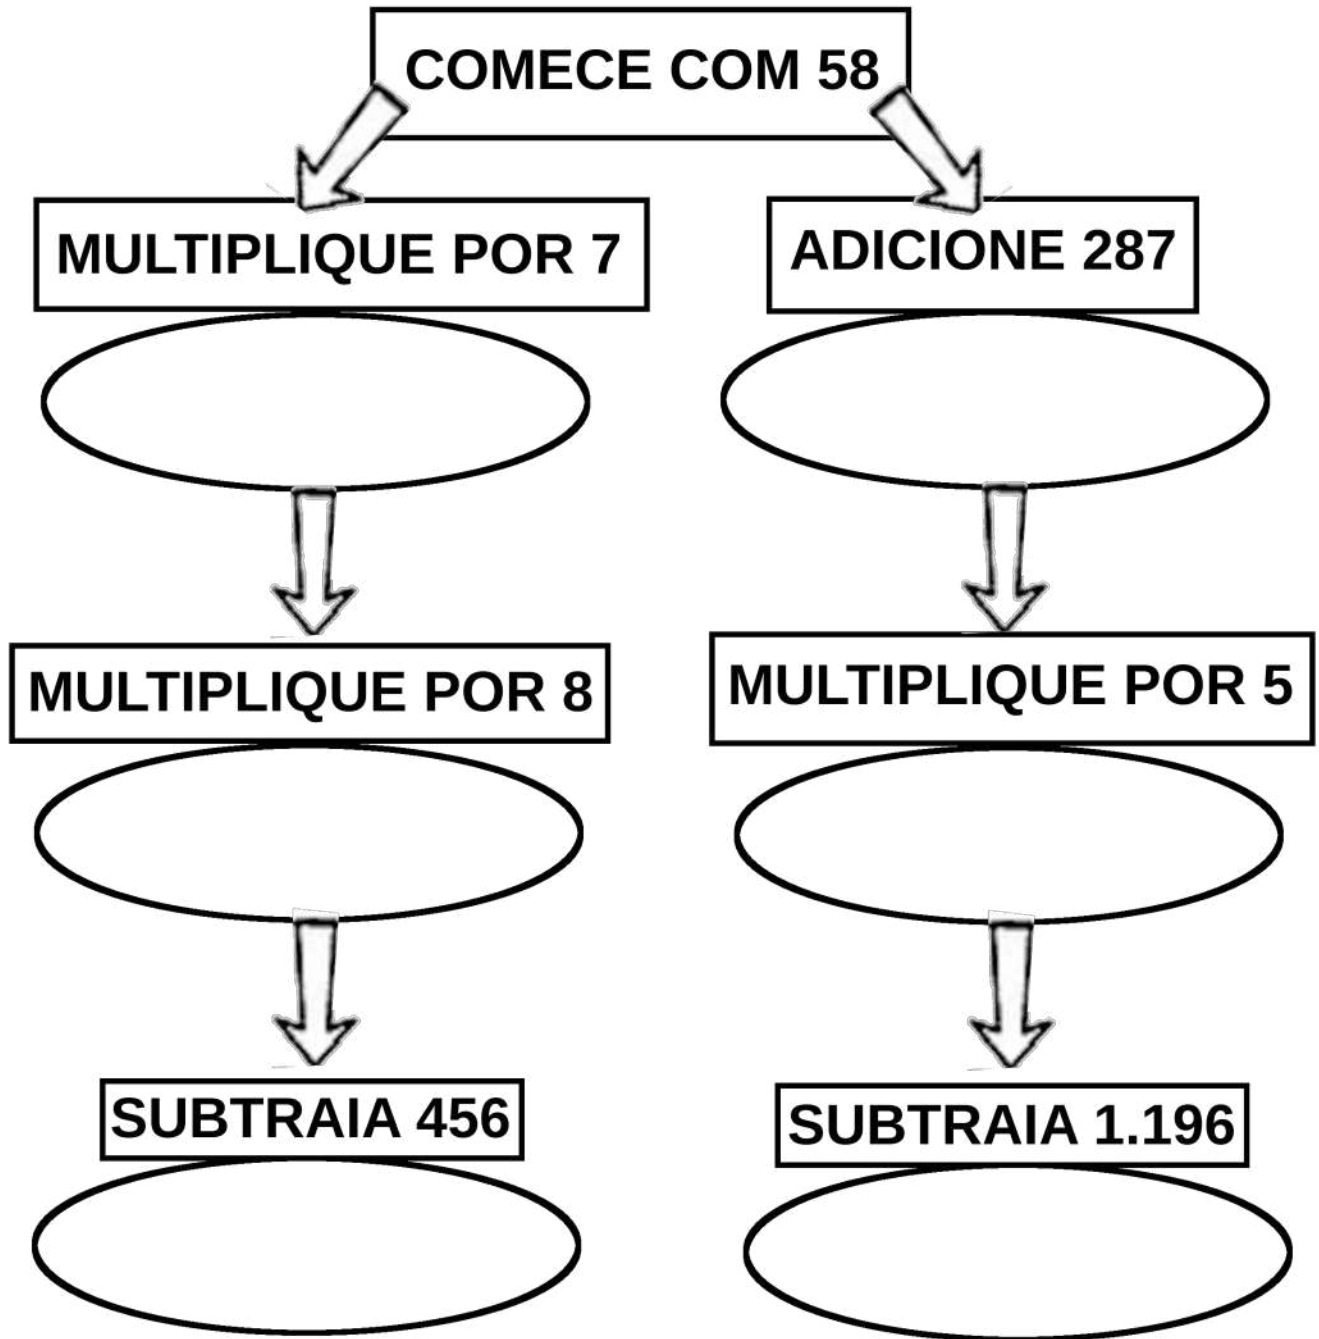 COMECE COM 58
MULTIPLIQUE POR 7
ADICIONE 287
MULTIPLIQUE POR 8
MULTIPLIQUE POR 5
SUBTRAIA 456
SUBTRAIA 1.196